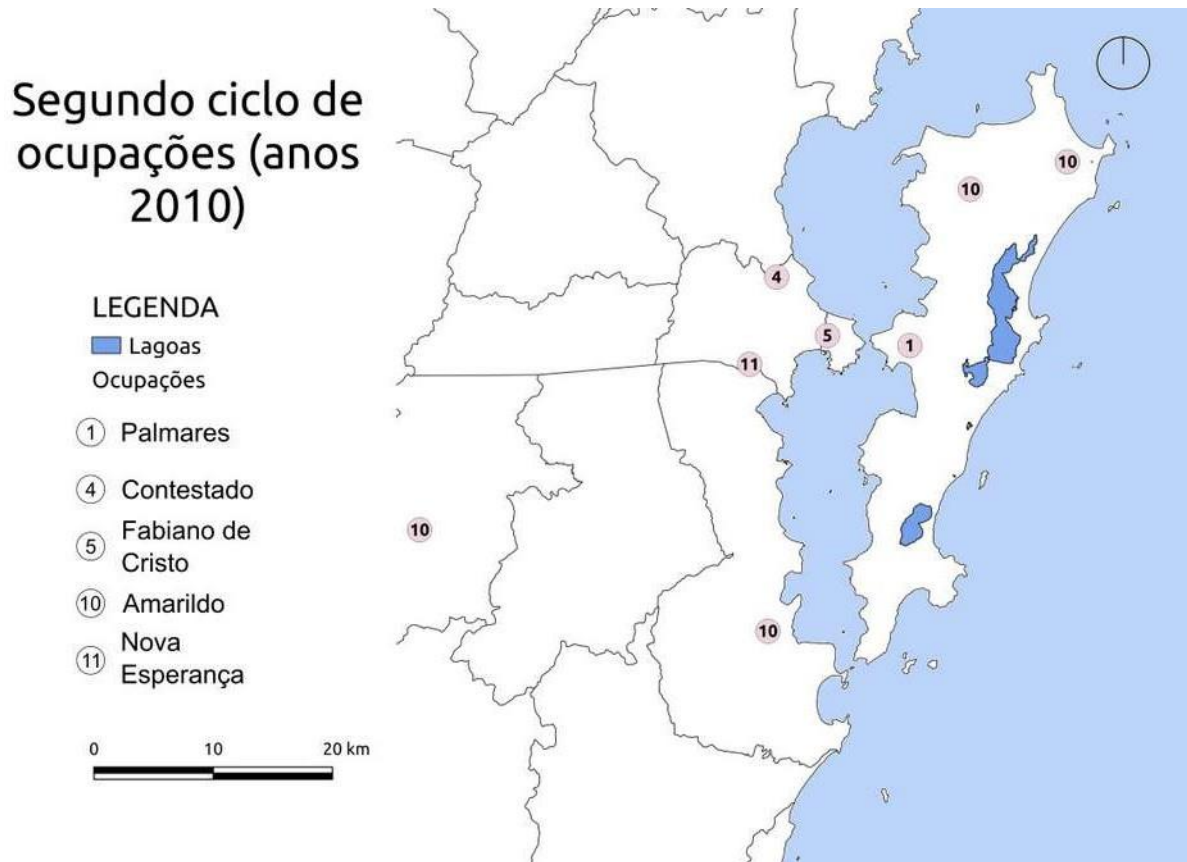 Segundo ciclo de
ocupações (anos
2010)
LEGENDA
Lagoas
Ocupações
1 Palmares
4 Contestado
5 Fabiano de
Cristo
10 Amarildo
11 Nova
Esperança
0 10 20 km
10
10
4
5
1
11
10
10